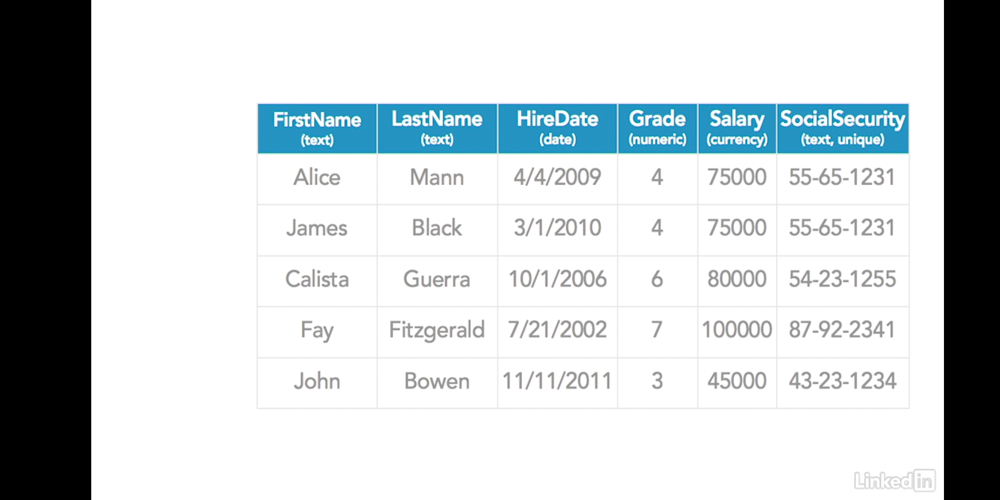 FirstName LastName HireDate Grade Salary SocialSecurity
(text) (text) (date) (numeric) (currency) (text, unique)
Alice Mann 4/4/2009 4 75000 55-65-1231
James Black 3/1/2010 4 75000 55-65-1231
Calista Guerra 10/1/2006 6 80000 54-23-1255
Fay Fitzgerald 7/21/2002 7 100000 87-92-2341
John Bowen 11/11/2011 3 45000 43-23-1234
Linked in